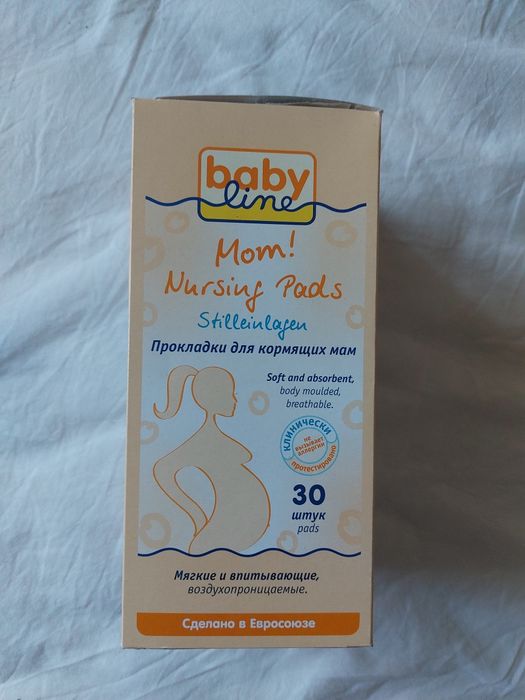 baby
line
Mom!
Nursing Pads
Stilleinlagen
Прокладки для кормящих мам
Soft and absorbent,
body moulded,
breathable.
клинически
не
вызывает
аллергии
протестировано
30
штук
pads
Мягкие и впитывающие,
воздухопроницаемые.
Сделано в Евросоюзе